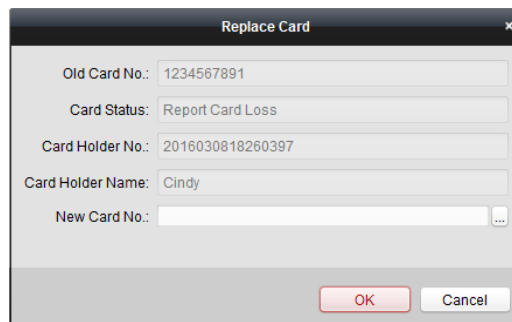 Replace Card ×
Old Card No.: 1234567891
Card Status: Report Card Loss
Card Holder No.: 2016030818260397
Card Holder Name: Cindy
New Card No.: ...
OK Cancel